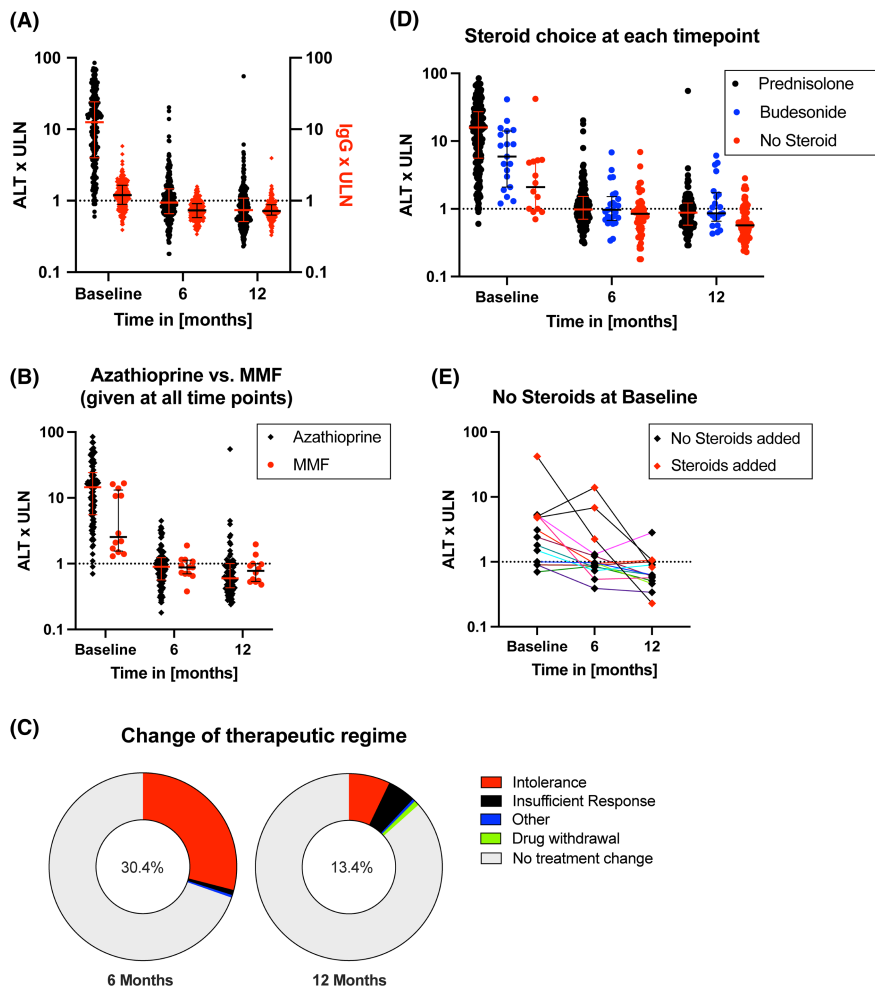 (A)
100
10
1
0.1
ALT x ULN
100
10
1
0.1
IgG x ULN
Baseline
6
12
Time in [months]
(D)
Steroid choice at each timepoint
Prednisolone
Budesonide
No Steroid
100
10
1
0.1
ALT x ULN
Baseline
6
12
Time in [months]
(B)
Azathioprine vs. MMF
(given at all time points)
Azathioprine
MMF
100
10
1
0.1
ALT x ULN
Baseline
6
12
Time in [months]
(E)
No Steroids at Baseline
No Steroids added
Steroids added
100
10
1
0.1
ALT x ULN
Baseline
6
12
Time in [months]
(C)
Change of therapeutic regime
30.4%
6 Months
13.4%
12 Months
Intolerance
Insufficient Response
Other
Drug withdrawal
No treatment change